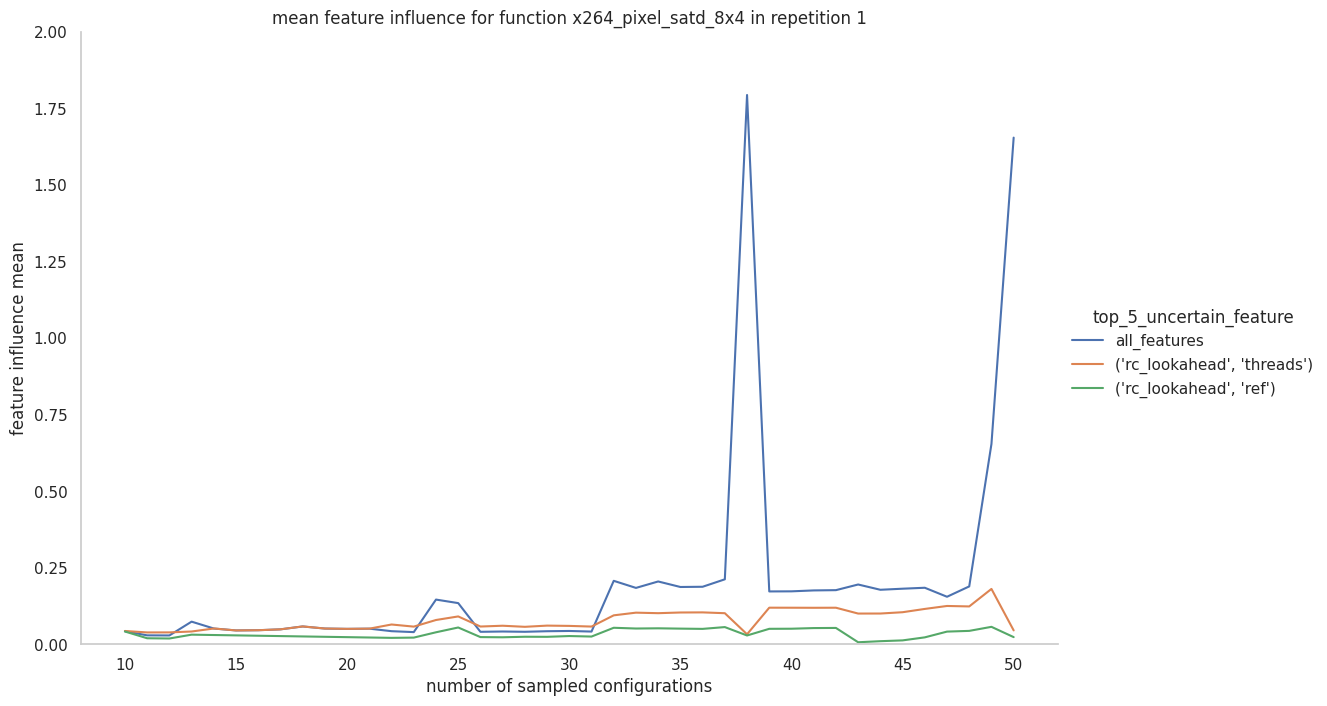 mean feature influence for function x264_pixel_satd_8x4 in repetition 1
2.00
1.75
1.50
1.25
1.00
0.75
0.50
0.25
0.00
feature influence mean
10 15 20 25 30 35 40 45 50
number of sampled configurations
top_5_uncertain_feature
all_features
('rc_lookahead', 'threads')
('rc_lookahead', 'ref')